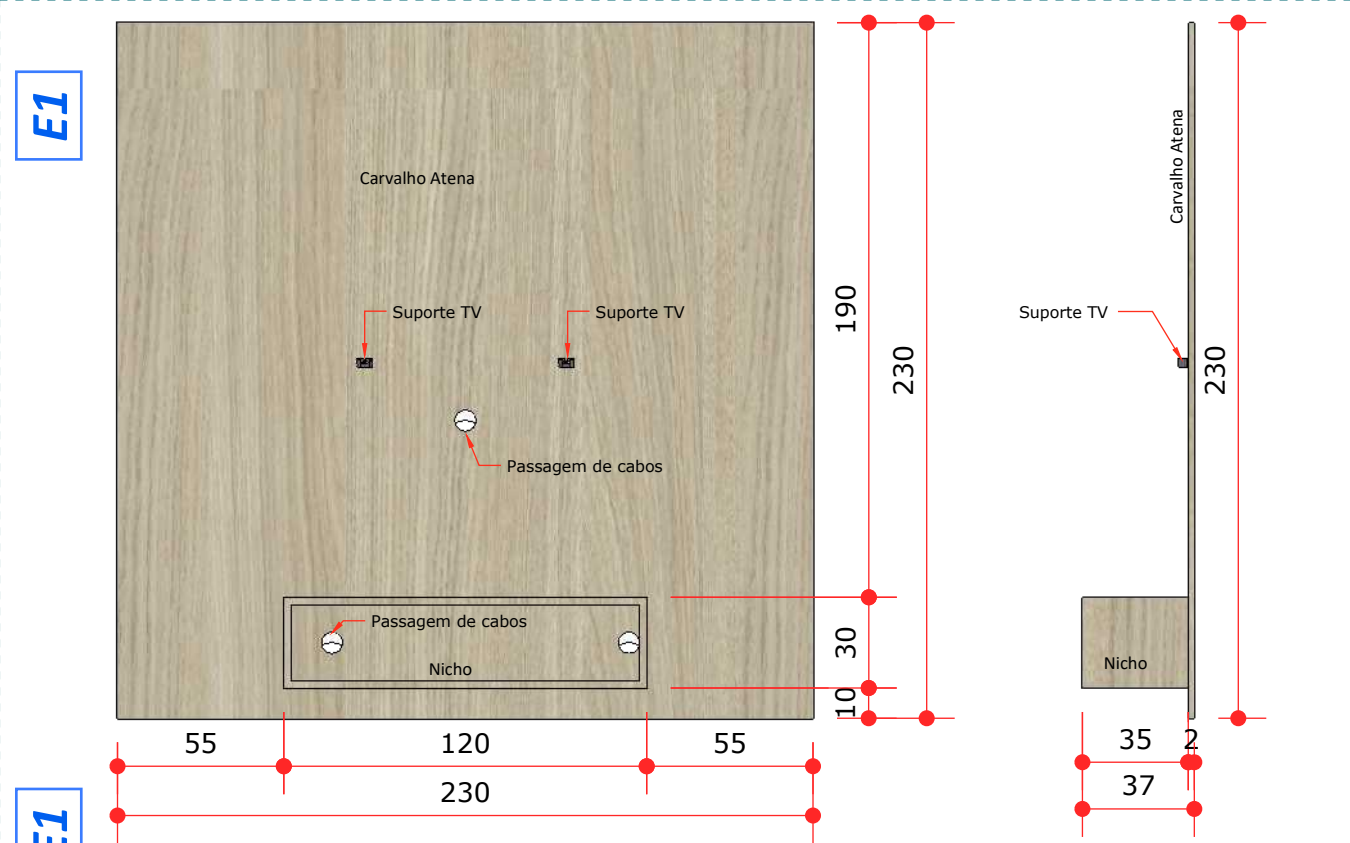 E1
Carvalho Atena
Suporte TV
Suporte TV
Passagem de cabos
Passagem de cabos
Nicho
190
230
30
10
55
120
55
230
Carvalho Atena
Suporte TV
230
Nicho
35
2
37
E1